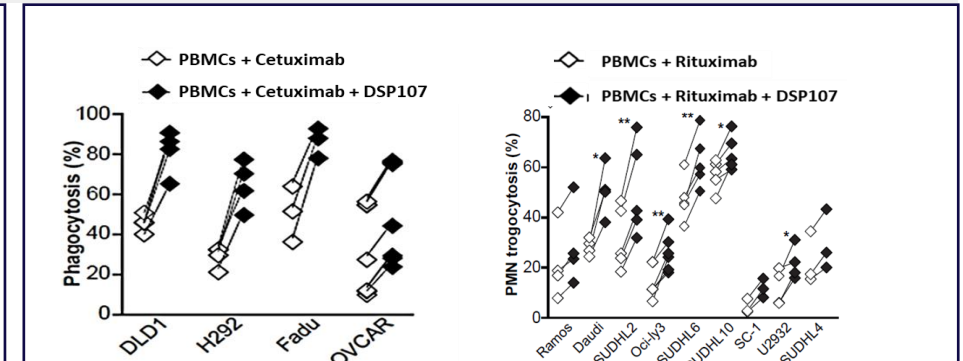 PBMCs + Cetuximab
PBMCs + Cetuximab + DSP107
Phagocytosis (%)
100
80
60
40
20
0
DLD1
H292
Fadu
OVCAR
PBMCs + Rituximab
PBMCs + Rituximab + DSP107
PMN trogocytosis (%)
80
60
40
20
0
*
**
**
**
*
*
Ramos
Daudi
SUDHL2
Oci-ly3
SUDHL6
SUDHL10
SC-1
U2932
SUDHL4